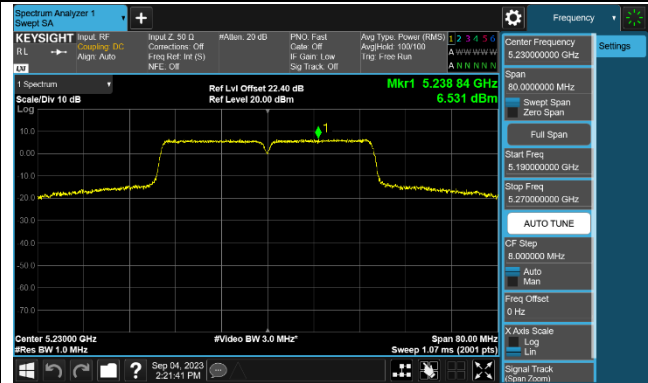 Spectrum Analyzer 1
Swept SA
+
Frequency
KEYSIGHT
RL
LXI
Input: RF
Coupling: DC
Align: Auto
Input Z: 50 Ω
Corrections: Off
Freq Ref: Int (S)
NFE: Off
#Atten: 20 dB
PNO: Fast
Gate: Off
IF Gain: Low
Sig Track: Off
Avg Type: Power (RMS)
Avg|Hold: 100/100
Trig: Free Run
1 2 3 4 5 6
A W W W W W
A N N N N N
Center Frequency
5.230000000 GHz
Settings
Span
80.0000000 MHz
Swept Span
Zero Span
Full Span
Start Freq
5.190000000 GHz
Stop Freq
5.270000000 GHz
AUTO TUNE
CF Step
8.000000 MHz
Auto
Man
Freq Offset
0 Hz
X Axis Scale
Log
Lin
Signal Track
(Span Zoom)
1 Spectrum
Scale/Div 10 dB
Log
Ref Lvl Offset 22.40 dB
Ref Level 20.00 dBm
Mkr1 5.238 84 GHz
6.531 dBm
1
10.0
0.00
-10.0
-20.0
-30.0
-40.0
-50.0
-60.0
-70.0
Center 5.23000 GHz
#Res BW 1.0 MHz
#Video BW 3.0 MHz*
Span 80.00 MHz
Sweep 1.07 ms (2001 pts)
?
Sep 04, 2023
2:21:41 PM